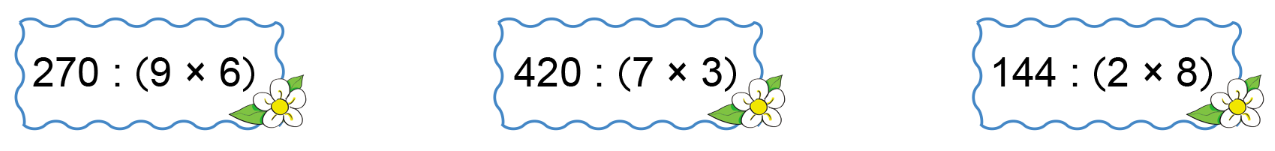 270 : (9 × 6)
420 : (7 × 3)
144 : (2 × 8)